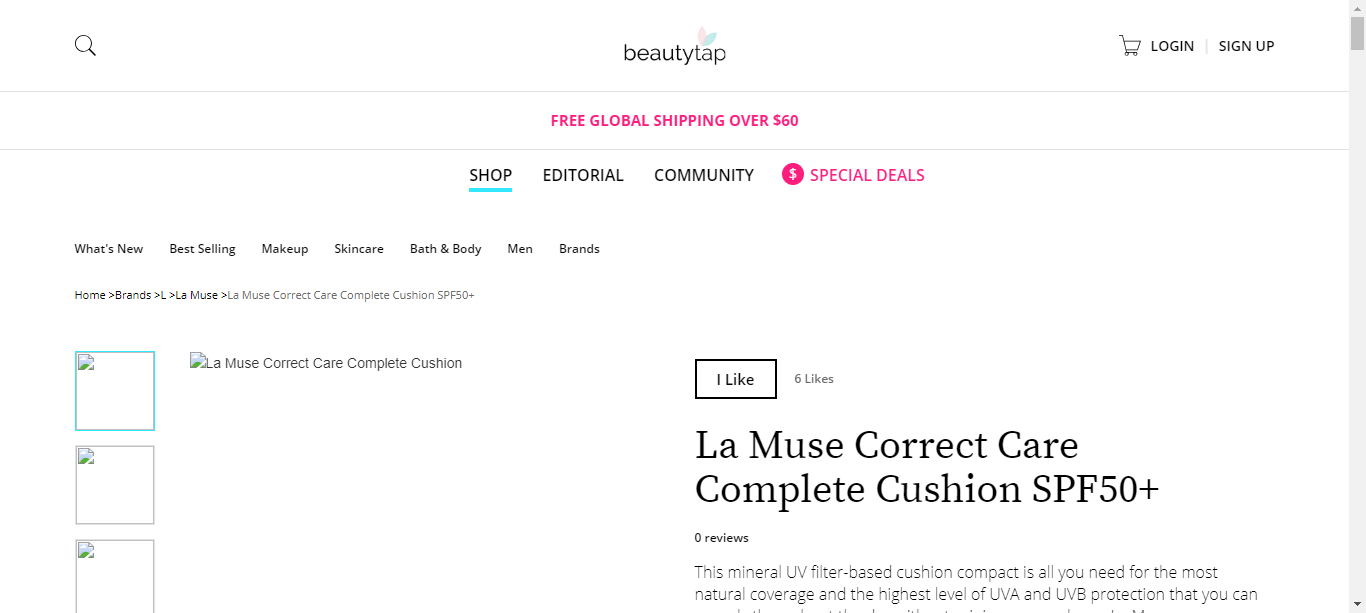 beautytap
LOGIN
SIGN UP
FREE GLOBAL SHIPPING OVER $60
SHOP
EDITORIAL
COMMUNITY
$ SPECIAL DEALS
What's New
Best Selling
Makeup
Skincare
Bath & Body
Men
Brands
Home >Brands >L >La Muse >La Muse Correct Care Complete Cushion SPF50+
La Muse Correct Care Complete Cushion
I Like
6 Likes
La Muse Correct Care
Complete Cushion SPF50+
0 reviews
This mineral UV filter-based cushion compact is all you need for the most
natural coverage and the highest level of UVA and UVB protection that you can